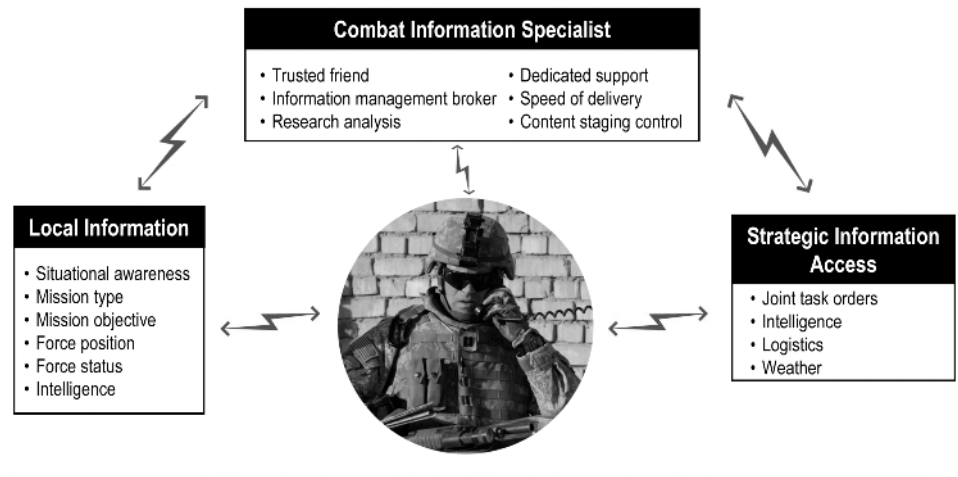 Combat Information Specialist
• Trusted friend
• Information management broker
• Research analysis
• Dedicated support
• Speed of delivery
• Content staging control
Local Information
• Situational awareness
• Mission type
• Mission objective
• Force position
• Force status
• Intelligence
Strategic Information
Access
• Joint task orders
• Intelligence
• Logistics
• Weather